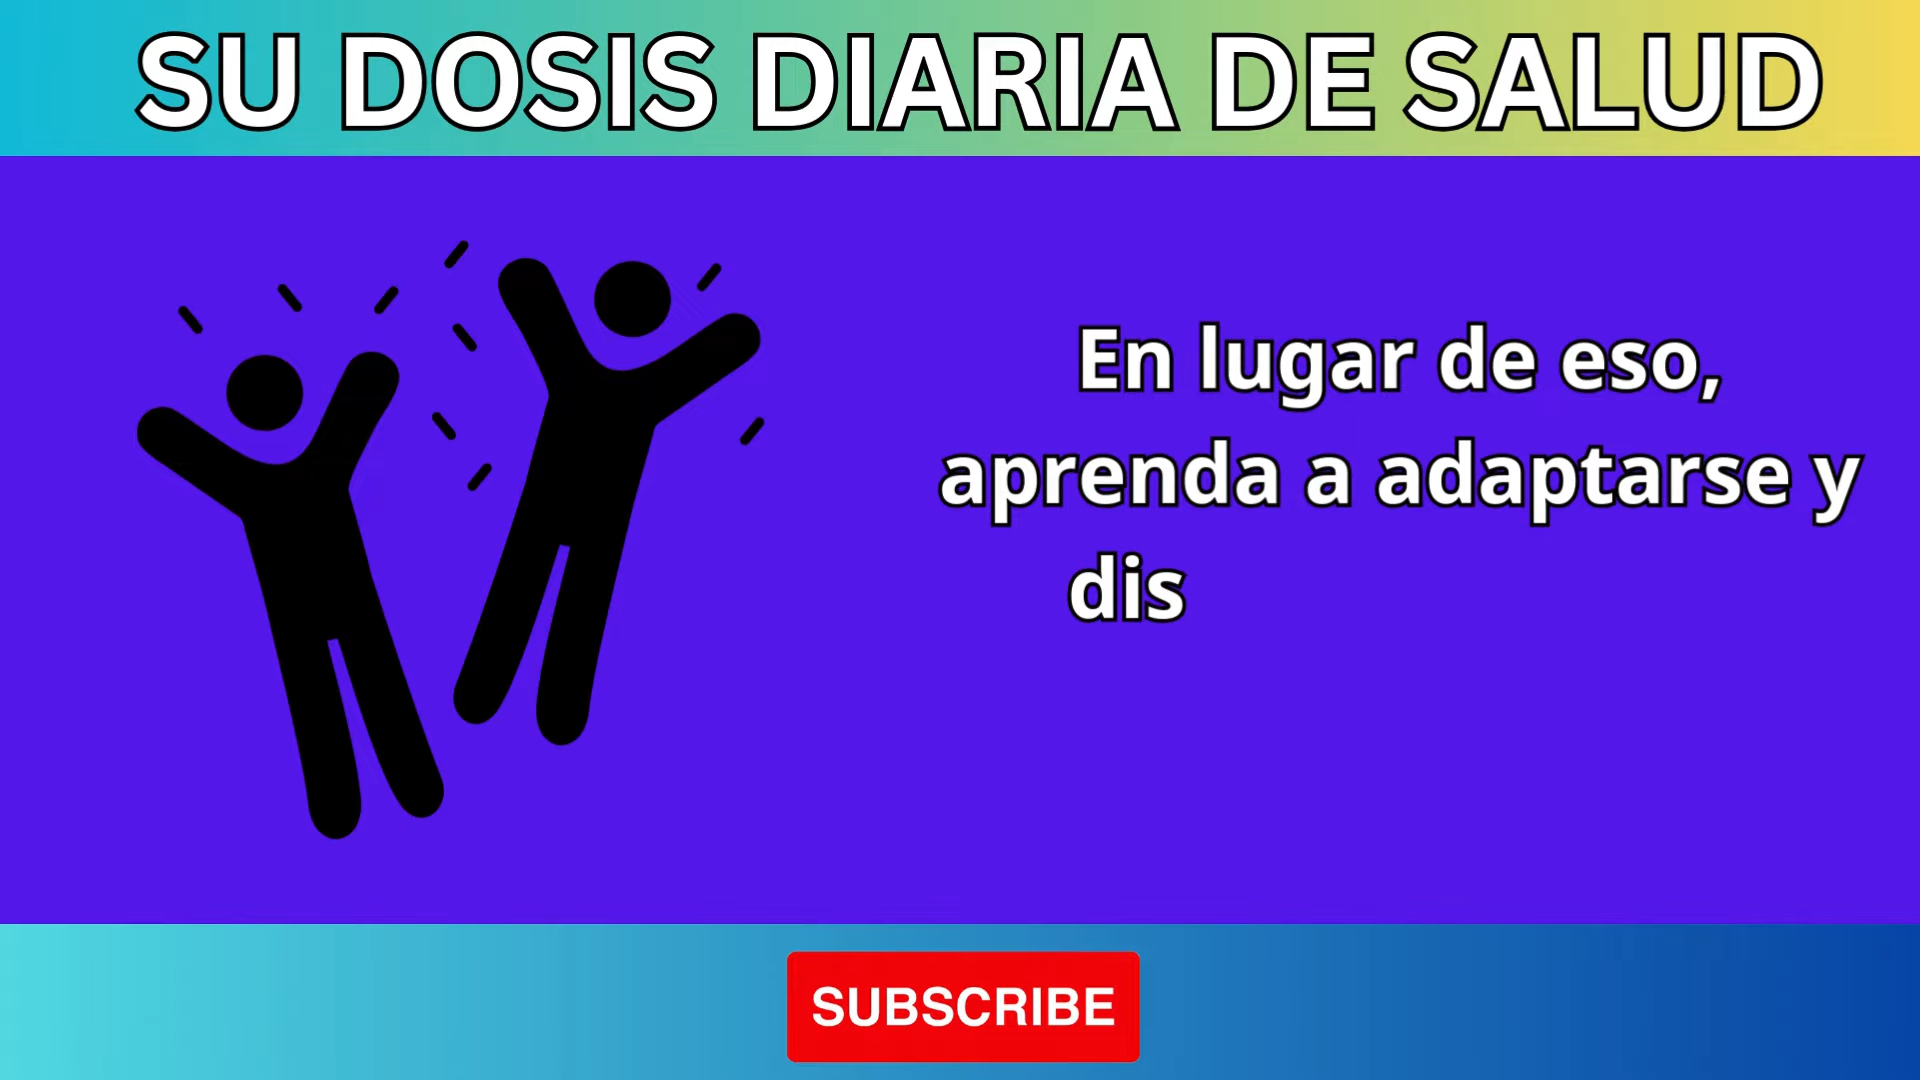 SU DOSIS DIARIA DE SALUD
En lugar de eso,
aprenda a adaptarse y
dis
SUBSCRIBE